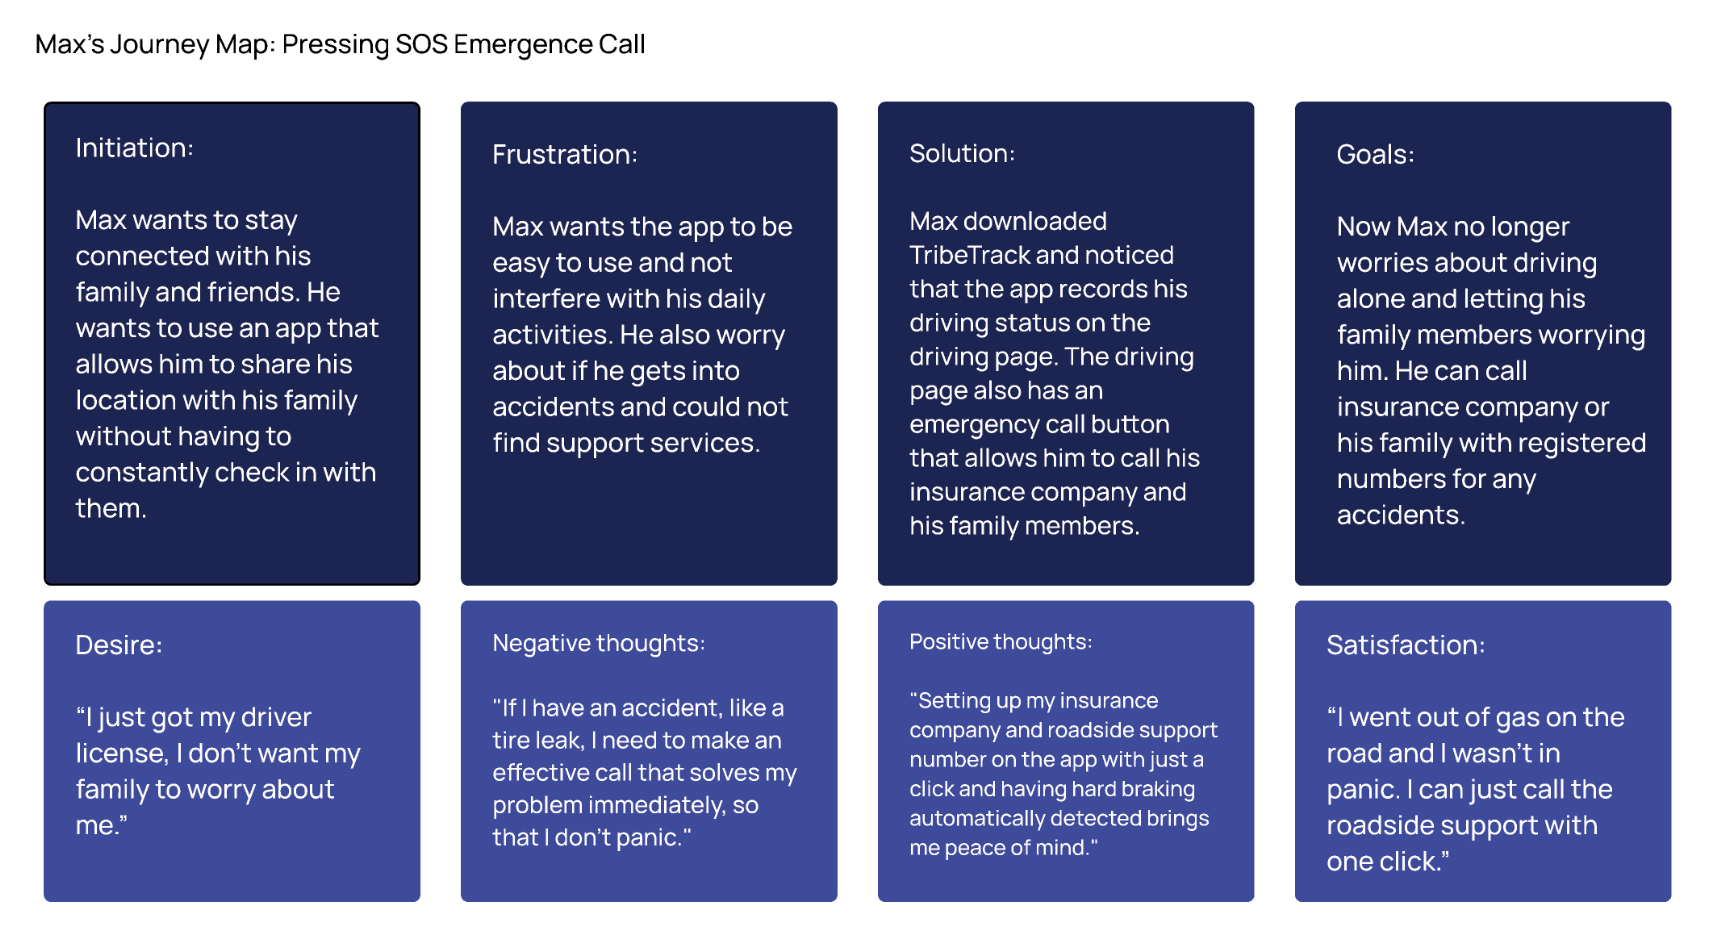 Max's Journey Map: Pressing SOS Emergence Call
Initiation:
Max wants to stay
connected with his
family and friends. He
wants to use an app that
allows him to share his
location with his family
without having to
constantly check in with
them.
Frustration:
Max wants the app to be
easy to use and not
interfere with his daily
activities. He also worry
about if he gets into
accidents and could not
find support services.
Solution:
Max downloaded
TribeTrack and noticed
that the app records his
driving status on the
driving page. The driving
page also has an
emergency call button
that allows him to call his
insurance company and
his family members.
Goals:
Now Max no longer
worries about driving
alone and letting his
family members worrying
him. He can call
insurance company or
his family with registered
numbers for any
accidents.
Desire:
“I just got my driver
license, I don't want my
family to worry about
me.”
Negative thoughts:
"If I have an accident, like a
tire leak, I need to make an
effective call that solves my
problem immediately, so
that I don't panic."
Positive thoughts:
"Setting up my insurance
company and roadside support
number on the app with just a
click and having hard braking
automatically detected brings
me peace of mind."
Satisfaction:
“I went out of gas on the
road and I wasn't in
panic. I can just call the
roadside support with
one click.”